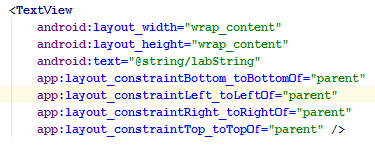 <TextView
android:layout_width="wrap_content"
android:layout_height="wrap_content"
android:text="@string/labString"
app:layout_constraintBottom_toBottomOf="parent"
app:layout_constraintLeft_toLeftOf="parent"
app:layout_constraintRight_toRightOf="parent"
app:layout_constraintTop_toTopOf="parent" />